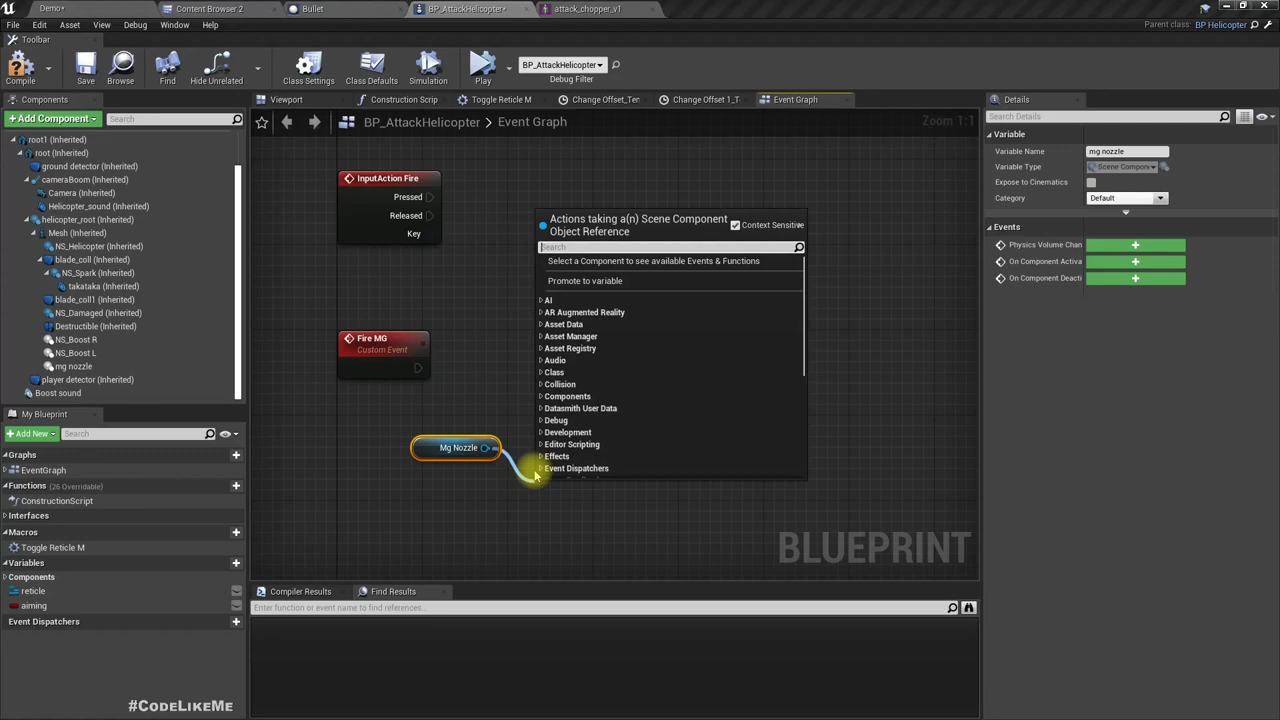 Demo•
Content Browser 2
Bullet
BP_AttackHelicopter•
attack_chopper_v1
File
Edit
Asset
View
Debug
Window
Help
Parent class: BP Helicopter
Toolbar
Compile
Save
Browse
Find
Hide Unrelated
Class Settings
Class Defaults
Simulation
Play
BP_AttackHelicopter
Debug Filter
Components
Viewport
Construction Scrip
Toggle Reticle M
Change Offset_Ten
Change Offset 1_T
Event Graph
Details
+ Add Component
Search
BP_AttackHelicopter > Event Graph
Zoom 1:1
Search Details
root1 (Inherited)
root (Inherited)
ground detector (Inherited)
cameraBoom (Inherited)
Camera (Inherited)
Helicopter_sound (Inherited)
helicopter_root (Inherited)
Mesh (Inherited)
NS_Helicopter (Inherited)
blade_coll (Inherited)
NS_Spark (Inherited)
takataka (Inherited)
blade_coll1 (Inherited)
NS_Damaged (Inherited)
Destructible (Inherited)
NS_Boost R
NS_Boost L
mg nozzle
player detector (Inherited)
Boost sound
InputAction Fire
Pressed
Released
Key
Fire MG
Custom Event
Mg Nozzle
Actions taking a(n) Scene Component
Object Reference
Context Sensitive
Search
Select a Component to see available Events & Functions
Promote to variable
AI
AR Augmented Reality
Asset Data
Asset Manager
Asset Registry
Audio
Class
Collision
Components
Datasmith User Data
Debug
Development
Editor Scripting
Effects
Event Dispatchers
BLUEPRINT
Variable
Variable Name
mg nozzle
Variable Type
Scene Compon
Expose to Cinematics
Category
Default
Events
Physics Volume Chan
On Component Activa
On Component Deacti
My Blueprint
+ Add New
Search
Graphs
EventGraph
Functions (26 Overridable)
ConstructionScript
Interfaces
Macros
Toggle Reticle M
Variables
Components
reticle
aiming
Event Dispatchers
Compiler Results
Find Results
Enter function or event name to find references...
#CodeLikeMe